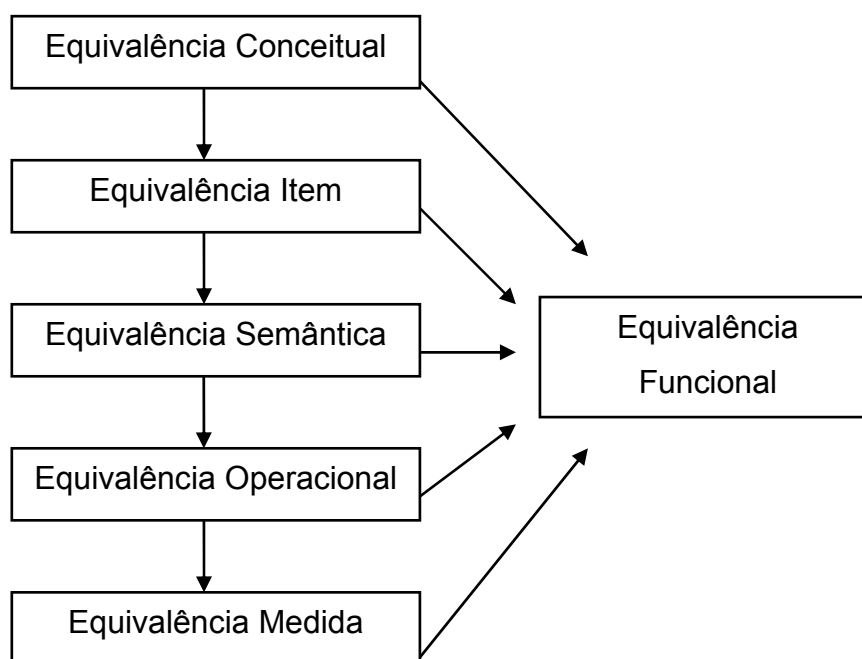 Equivalência Conceitual
Equivalência Item
Equivalência Semântica
Equivalência Operacional
Equivalência Medida
Equivalência
Funcional